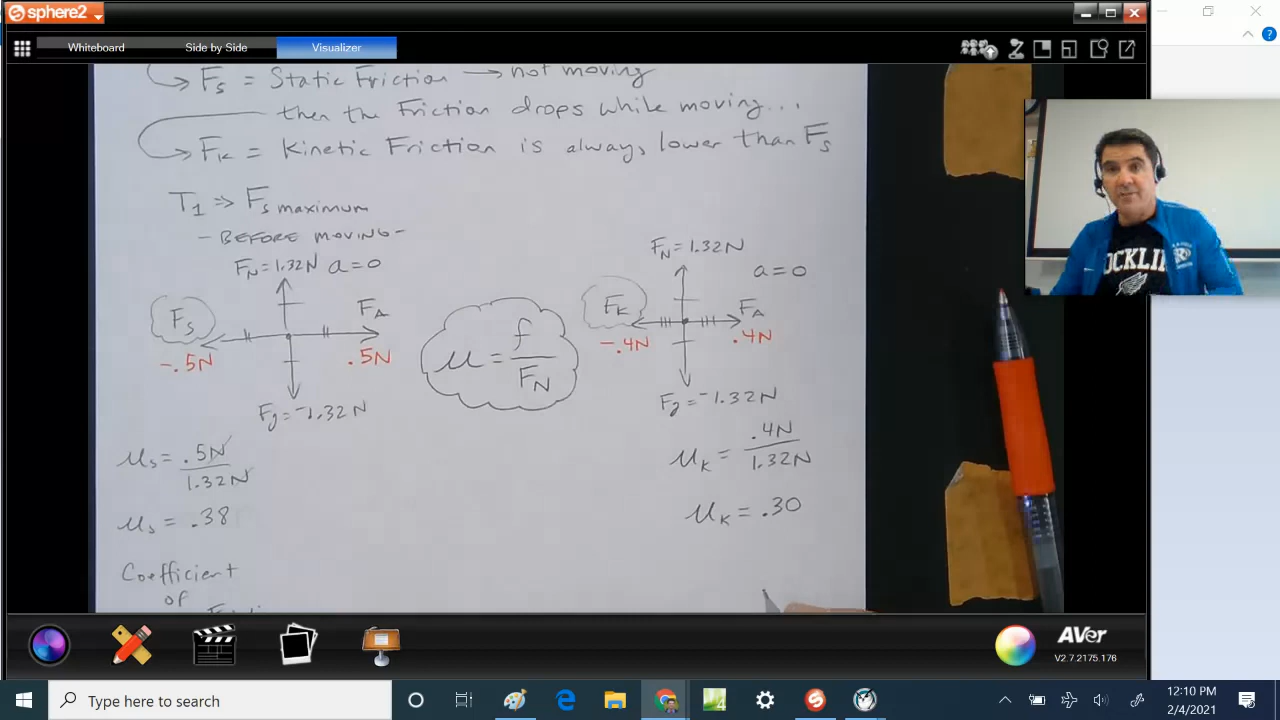 sphere2
Whiteboard
Side by Side
Visualizer
Fs = Static Friction → not moving
then the Friction drops while moving...
FK = Kinetic Friction is always lower than Fs
T1 ⇒ Fs maximum
- BEFORE MOVING -
FN = 1.32N a = 0
Fs
FA
-.5N
.5N
Fg = -1.32N
μs = .5N / 1.32N
μs = .38
Coefficient
of
μ = f / FN
FN = 1.32N
a = 0
FK
FA
-.4N
.4N
Fg = -1.32N
μK = .4N / 1.32N
μK = .30
AVer
V2.7.2175.176
Type here to search
12:10 PM
2/4/2021